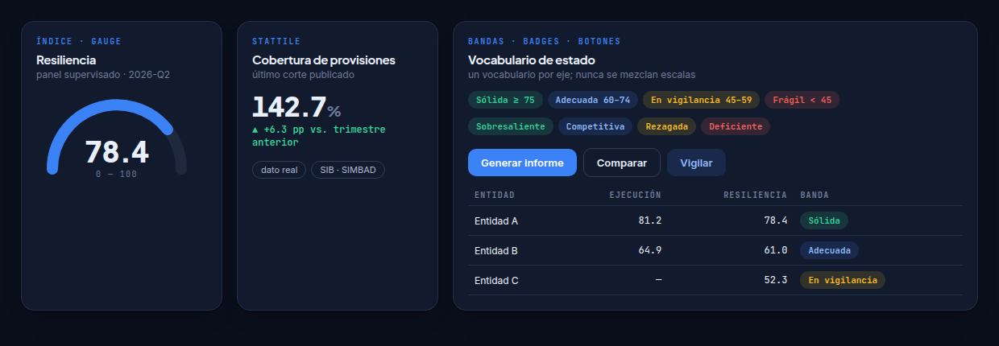 ÍNDICE · GAUGE
Resiliencia
panel supervisado · 2026-Q2
78.4
0 — 100
STATTILE
Cobertura de provisiones
último corte publicado
142.7%
▲ +6.3 pp vs. trimestre
anterior
dato real
SIB · SIMBAD
BANDAS · BADGES · BOTONES
Vocabulario de estado
un vocabulario por eje; nunca se mezclan escalas
Sólida ≥ 75 Adecuada 60–74 En vigilancia 45–59 Frágil < 45
Sobresaliente Competitiva Rezagada Deficiente
Generar informe Comparar Vigilar
ENTIDAD EJECUCIÓN RESILIENCIA BANDA
Entidad A 81.2 78.4 Sólida
Entidad B 64.9 61.0 Adecuada
Entidad C — 52.3 En vigilancia